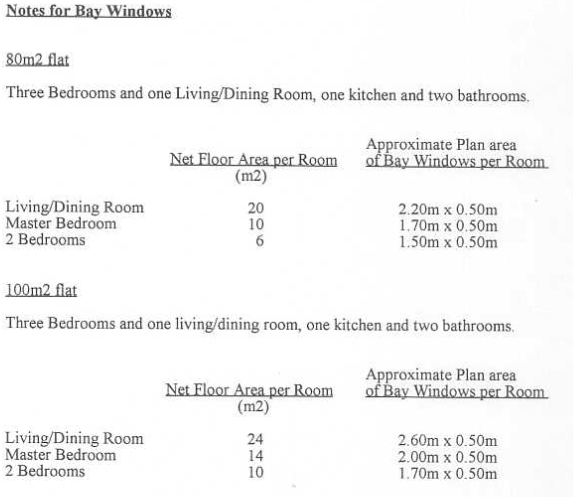 Notes for Bay Windows
80m2 flat
Three Bedrooms and one Living/Dining Room, one kitchen and two bathrooms.
Approximate Plan area
Net Floor Area per Room of Bay Windows per Room
(m2)
Living/Dining Room 20 2.20m x 0.50m
Master Bedroom 10 1.70m x 0.50m
2 Bedrooms 6 1.50m x 0.50m
100m2 flat
Three Bedrooms and one living/dining room, one kitchen and two bathrooms.
Approximate Plan area
Net Floor Area per Room of Bay Windows per Room
(m2)
Living/Dining Room 24 2.60m x 0.50m
Master Bedroom 14 2.00m x 0.50m
2 Bedrooms 10 1.70m x 0.50m